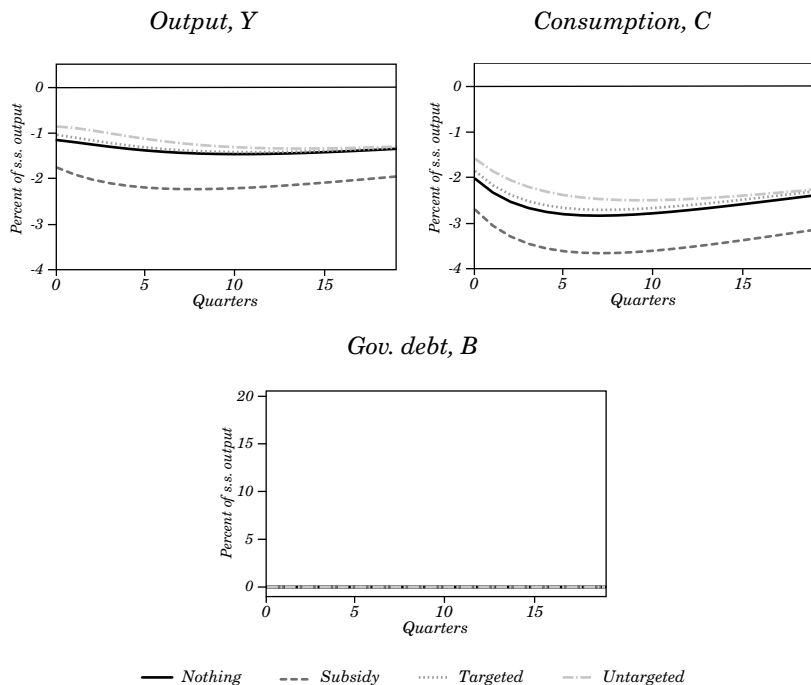 Output, Y
Percent of s.s. output
0
-1
-2
-3
-4
0 5 10 15
Quarters
Consumption, C
Percent of s.s. output
0
-1
-2
-3
-4
0 5 10 15
Quarters
Gov. debt, B
Percent of s.s. output
20
15
10
5
0
0 5 10 15
Quarters
Nothing Subsidy Targeted Untargeted